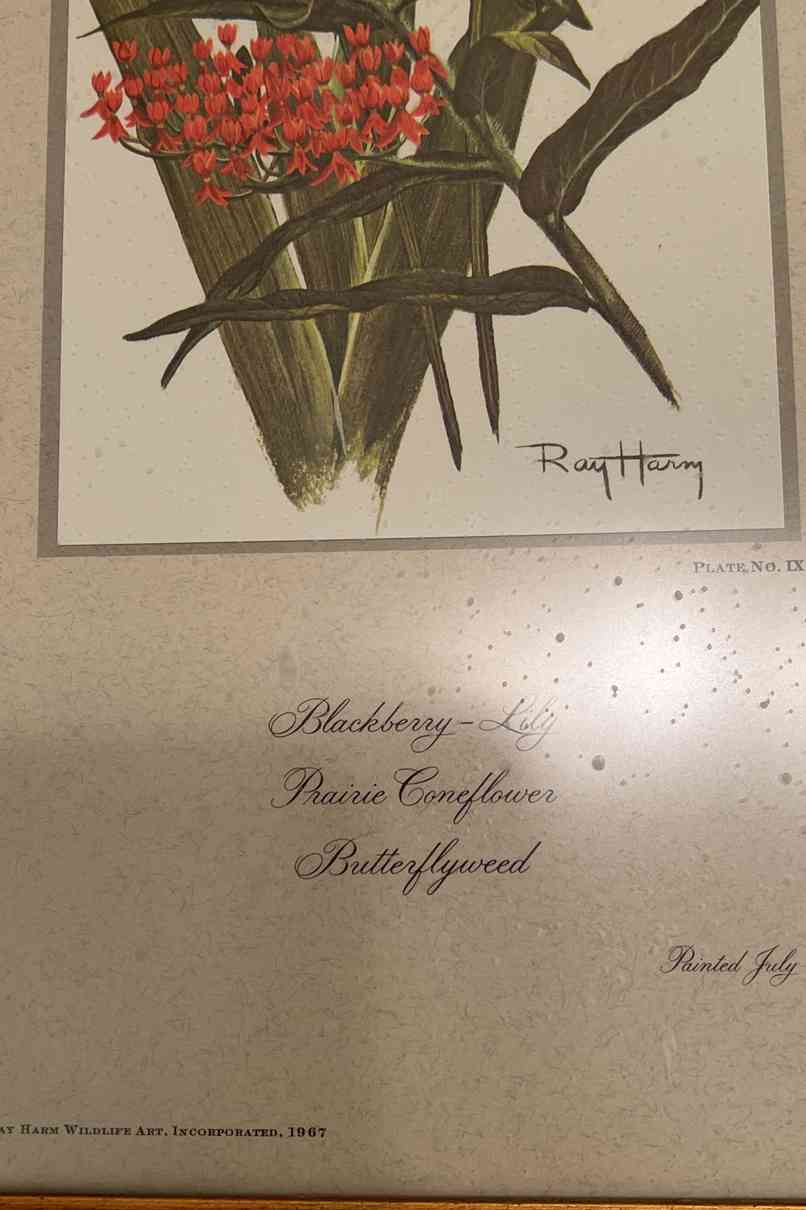 Ray Harm
PLATE NO. IX
Blackberry-Lily
Prairie Coneflower
Butterflyweed
Painted July
HARM WILDLIFE ART, INCORPORATED, 1967